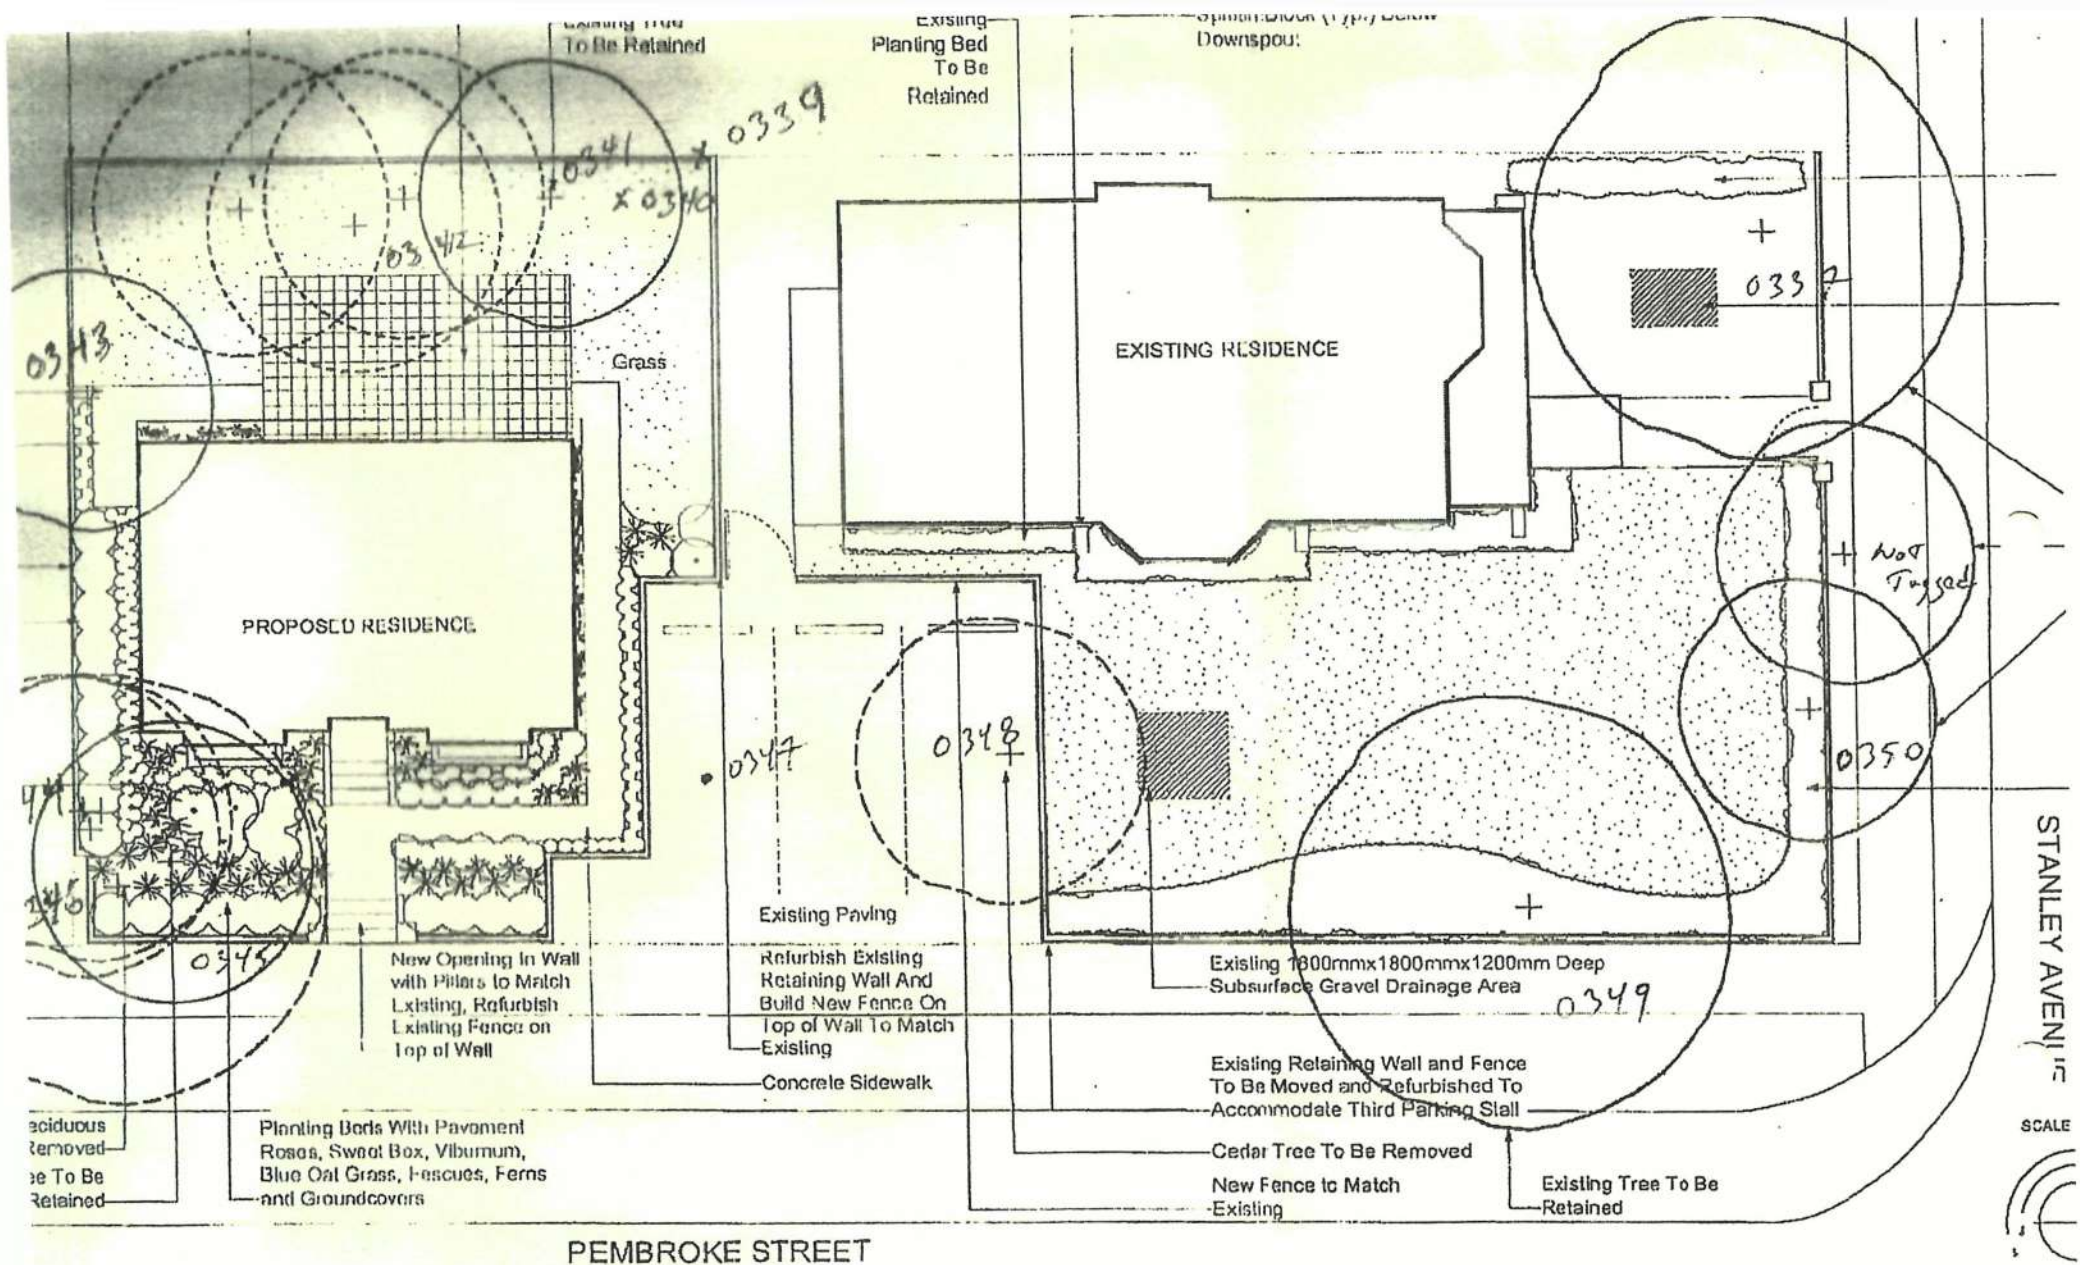 To Be Retained
Existing
Planting Bed
To Be
Retained
Downspout
0339
0341
0340
0342
0343
Grass
EXISTING RESIDENCE
0332
Not
Tagged
PROPOSED RESIDENCE
0347
0348
0350
0349
0345
STANLEY AVENUE
SCALE
New Opening In Wall
with Pillars to Match
Existing, Refurbish
Existing Fence on
Top of Wall
Existing Paving
Refurbish Existing
Retaining Wall And
Build New Fence On
Top of Wall To Match
Existing
Concrete Sidewalk
Existing 1800mmx1800mmx1200mm Deep
Subsurface Gravel Drainage Area
Existing Retaining Wall and Fence
To Be Moved and Refurbished To
Accommodate Third Parking Stall
Cedar Tree To Be Removed
New Fence to Match
Existing
Existing Tree To Be
Retained
eciduous
Removed
ee To Be
Retained
Planting Beds With Pavement
Roses, Sweet Box, Viburnum,
Blue Oat Grass, Fescues, Ferns
and Groundcovers
PEMBROKE STREET